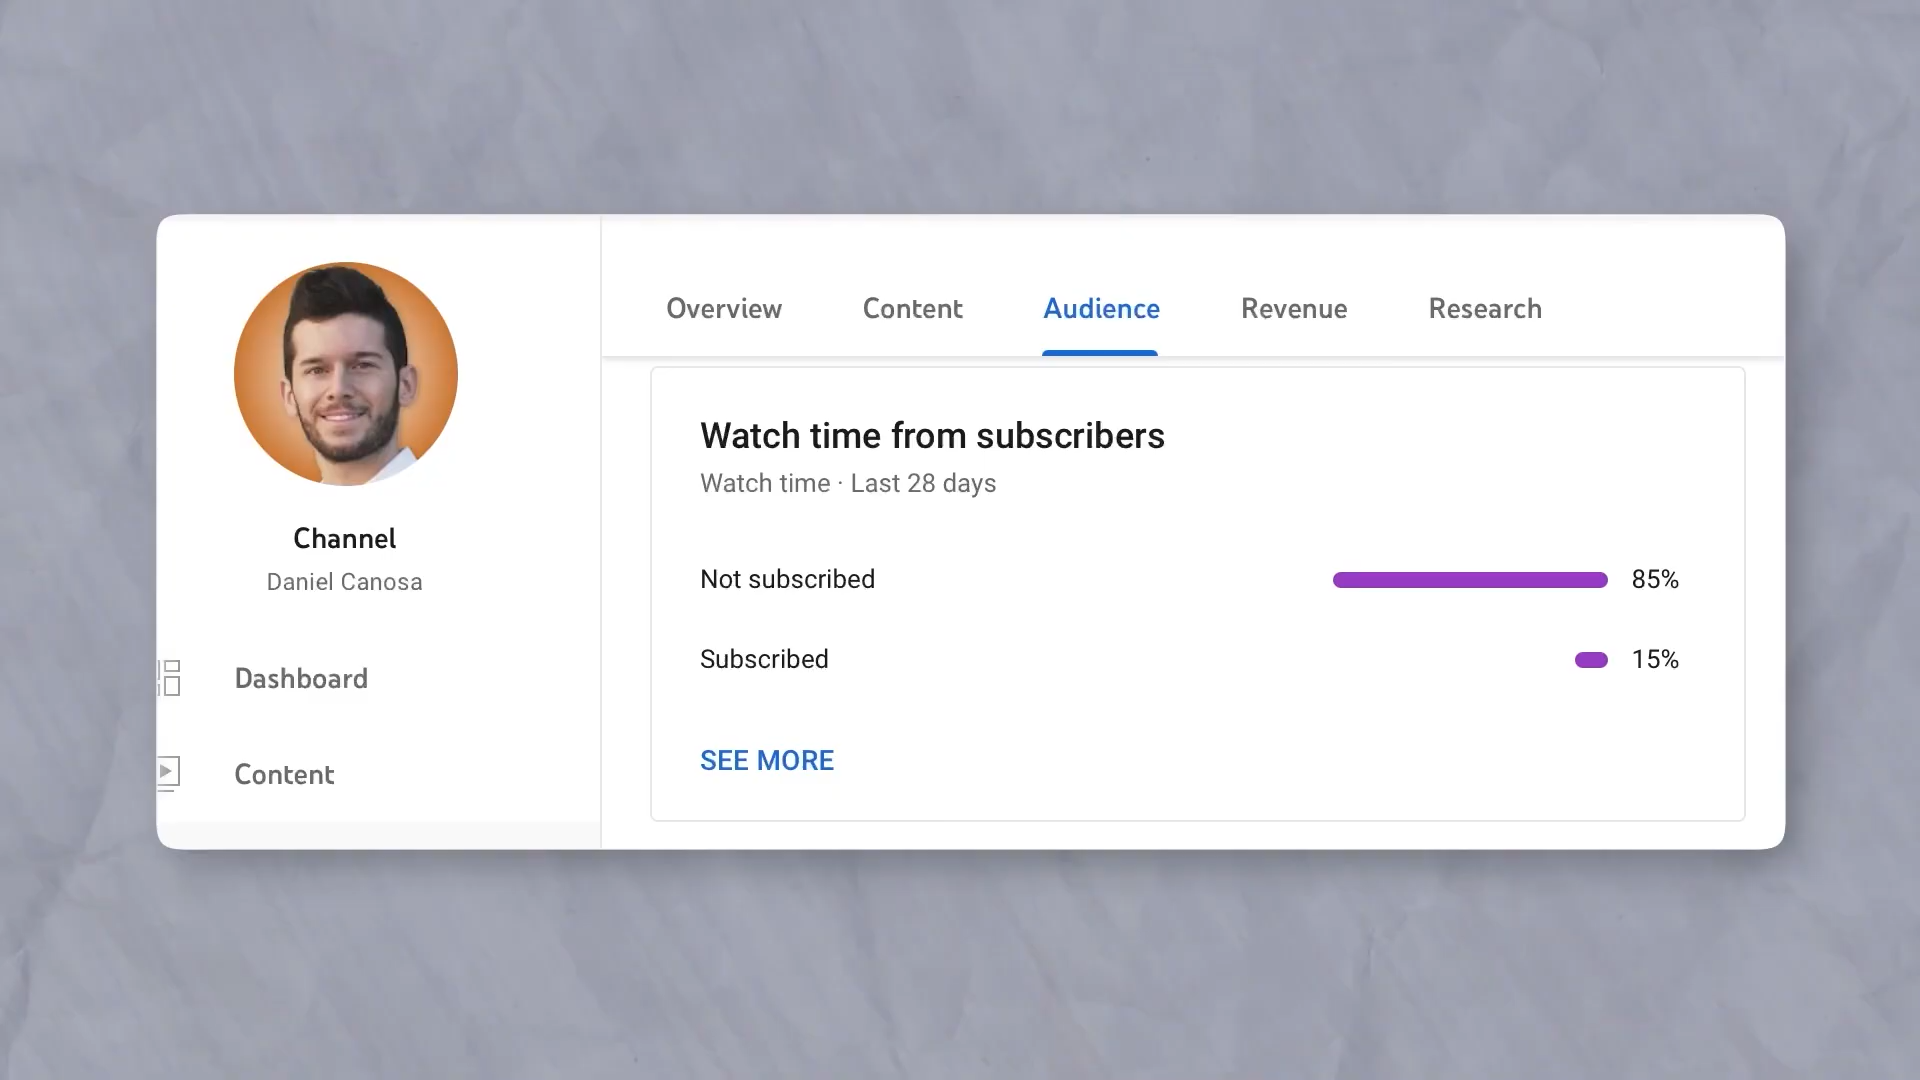 Channel
Daniel Canosa
Dashboard
Content
Overview Content Audience Revenue Research
Watch time from subscribers
Watch time · Last 28 days
Not subscribed 85%
Subscribed 15%
SEE MORE